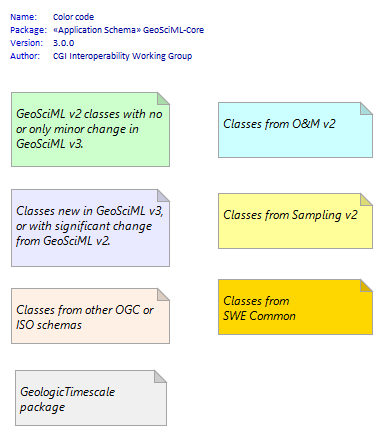 Name: Color code
Package: «Application Schema» GeoSciML-Core
Version: 3.0.0
Author: CGI Interoperability Working Group
GeoSciML v2 classes with no
or only minor change in
GeoSciML v3.
Classes from O&M v2
Classes new in GeoSciML v3,
or with significant change
from GeoSciML v2.
Classes from Sampling v2
Classes from other OGC or
ISO schemas
Classes from
SWE Common
GeologicTimescale
package